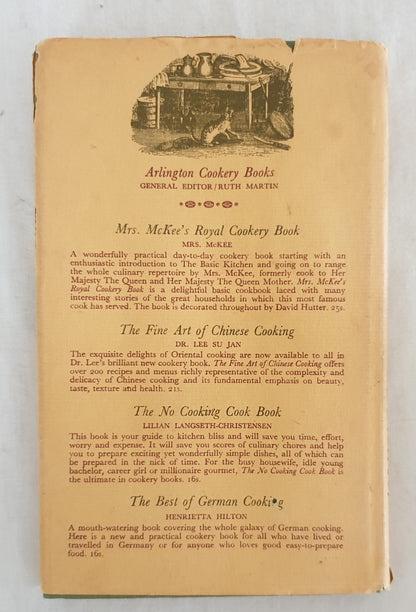 Arlington Cookery Books
GENERAL EDITOR/RUTH MARTIN
Mrs. McKee's Royal Cookery Book
MRS. McKEE
A wonderfully practical day-to-day cookery book starting with an
enthusiastic introduction to The Basic Kitchen and going on to range
the whole culinary repertoire by Mrs. McKee, formerly cook to Her
Majesty The Queen and Her Majesty The Queen Mother. Mrs. McKee's
Royal Cookery Book is a delightful basic cookbook laced with many
interesting stories of the great households in which this most famous
cook has served. The book is decorated throughout by David Hutter. 25s.
The Fine Art of Chinese Cooking
DR. LEE SU JAN
The exquisite delights of Oriental cooking are now available to all in
Dr. Lee's brilliant new cookery book. The Fine Art of Chinese Cooking offers
over 200 recipes and menus richly representative of the complexity and
delicacy of Chinese cooking and its fundamental emphasis on beauty,
taste, texture and health. 21s.
The No Cooking Cook Book
LILIAN LANGSETH-CHRISTENSEN
This book is your guide to kitchen bliss and will save you time, effort,
worry and expense. It will save you scores of culinary chores and help
you to prepare exciting yet wonderfully simple dishes, all of which can
be prepared in the nick of time. For the busy housewife, idle young
bachelor, career girl or millionaire gourmet, The No Cooking Cook Book is
the ultimate in cookery books. 16s.
The Best of German Cooking
HENRIETTA HILTON
A mouth-watering book covering the whole galaxy of German cooking.
Here is a new and practical cookery book for all who have lived or
travelled in Germany or for anyone who loves good easy-to-prepare
food. 16s.